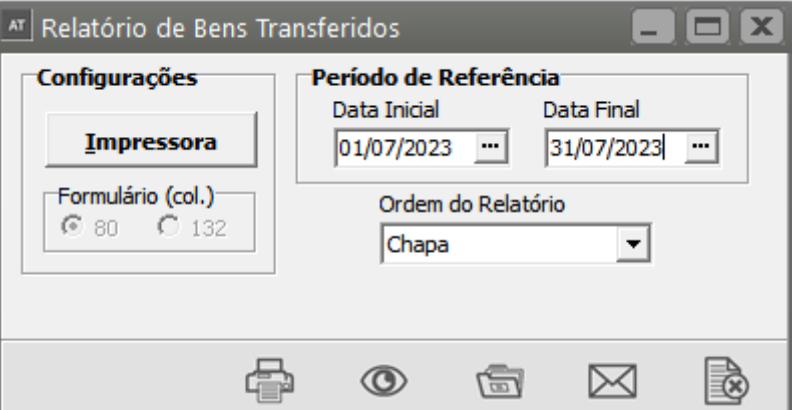 AT Relatório de Bens Transferidos
Configurações
Impressora
Formulário (col.)
80 132
Período de Referência
Data Inicial Data Final
01/07/2023 ... 31/07/2023 ...
Ordem do Relatório
Chapa